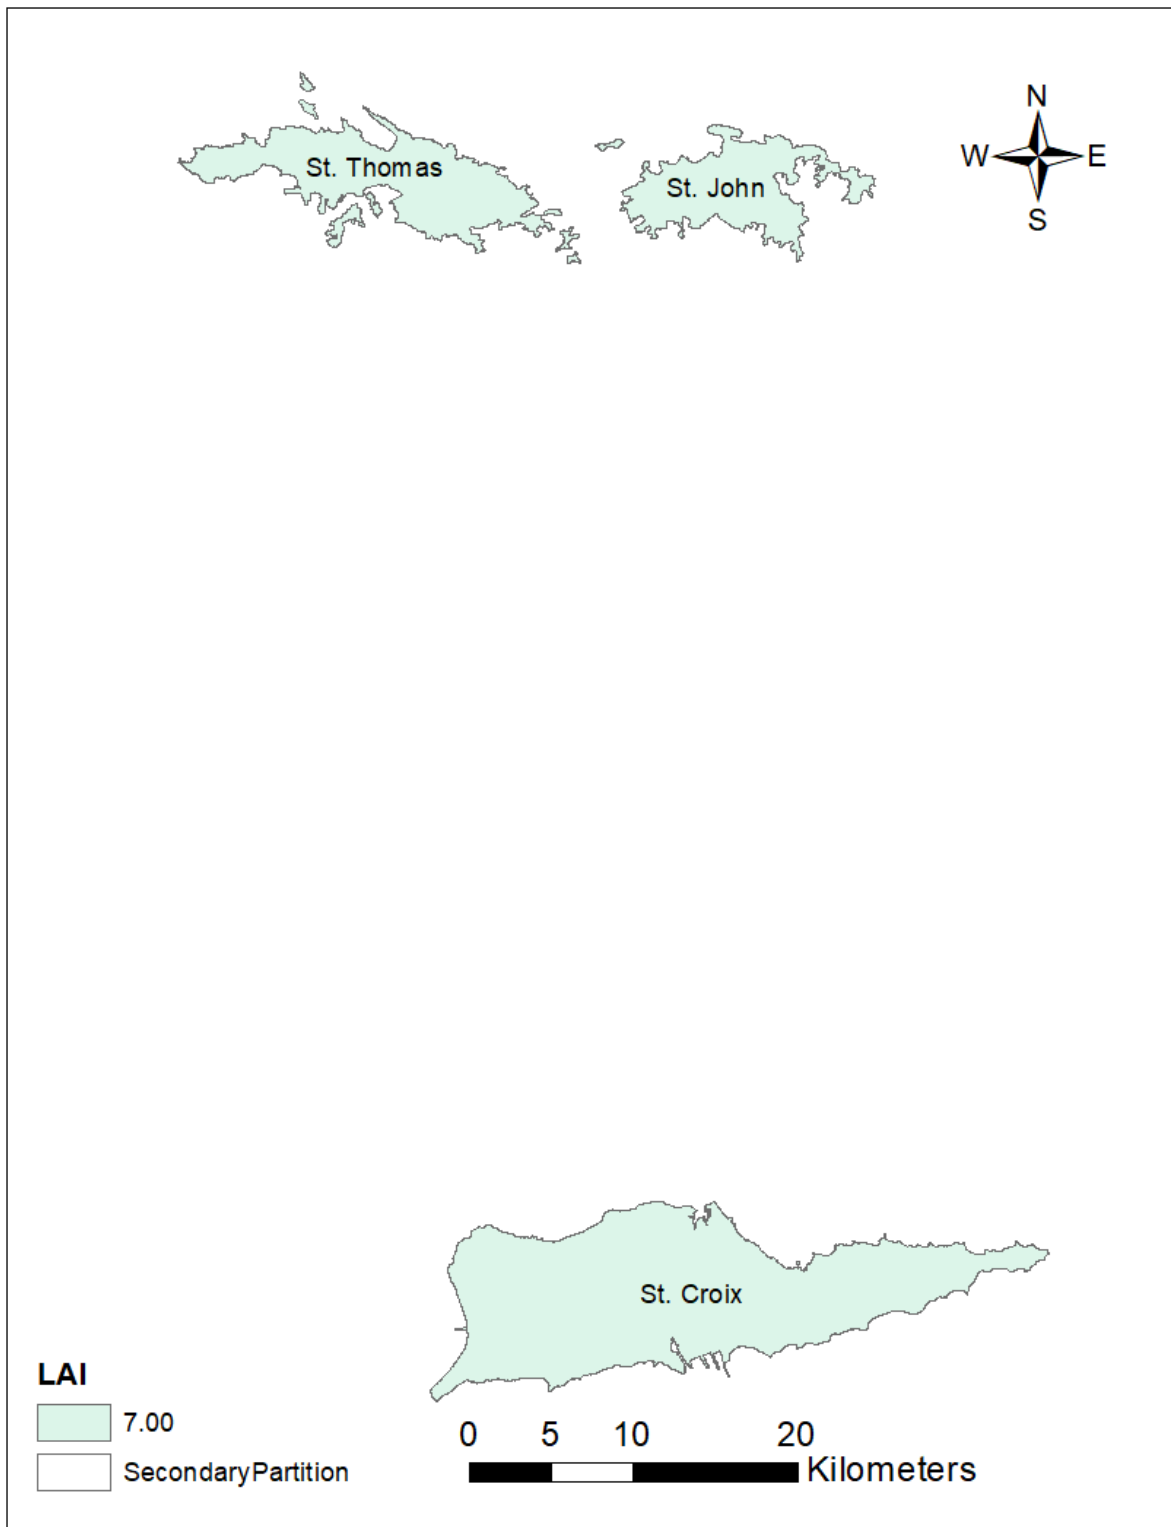 N
W E
S
St. Thomas
St. John
St. Croix
LAI
7.00
SecondaryPartition
0 5 10 20
Kilometers